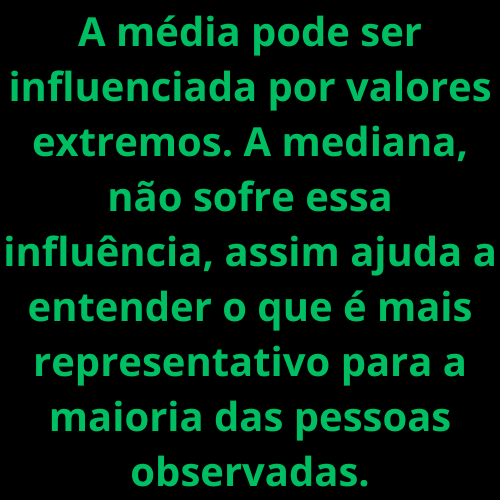 A média pode ser
influenciada por valores
extremos. A mediana,
não sofre essa
influência, assim ajuda a
entender o que é mais
representativo para a
maioria das pessoas
observadas.